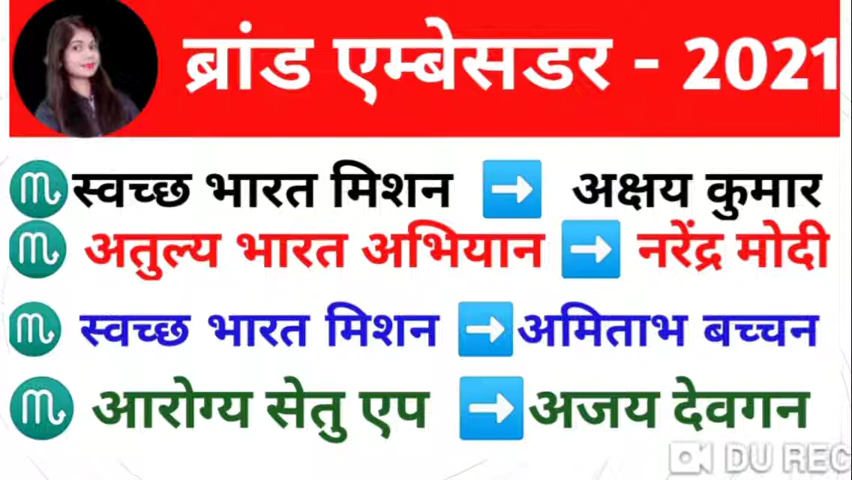 ब्रांड एम्बेसडर - 2021
स्वच्छ भारत मिशन ➡ अक्षय कुमार
अतुल्य भारत अभियान ➡ नरेंद्र मोदी
स्वच्छ भारत मिशन ➡ अमिताभ बच्चन
आरोग्य सेतु एप ➡ अजय देवगन
DU REC